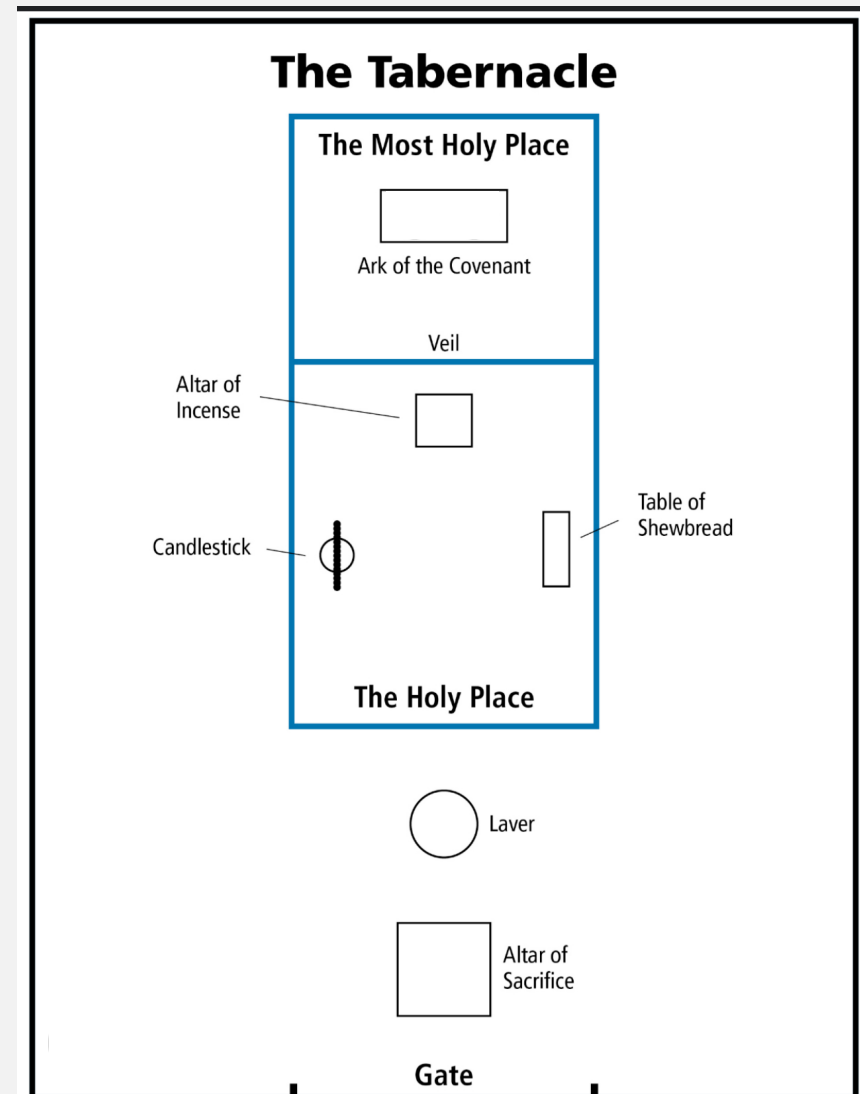 The Tabernacle
The Most Holy Place
Ark of the Covenant
Veil
Altar of
Incense
Table of
Shewbread
Candlestick
The Holy Place
Laver
Altar of
Sacrifice
Gate